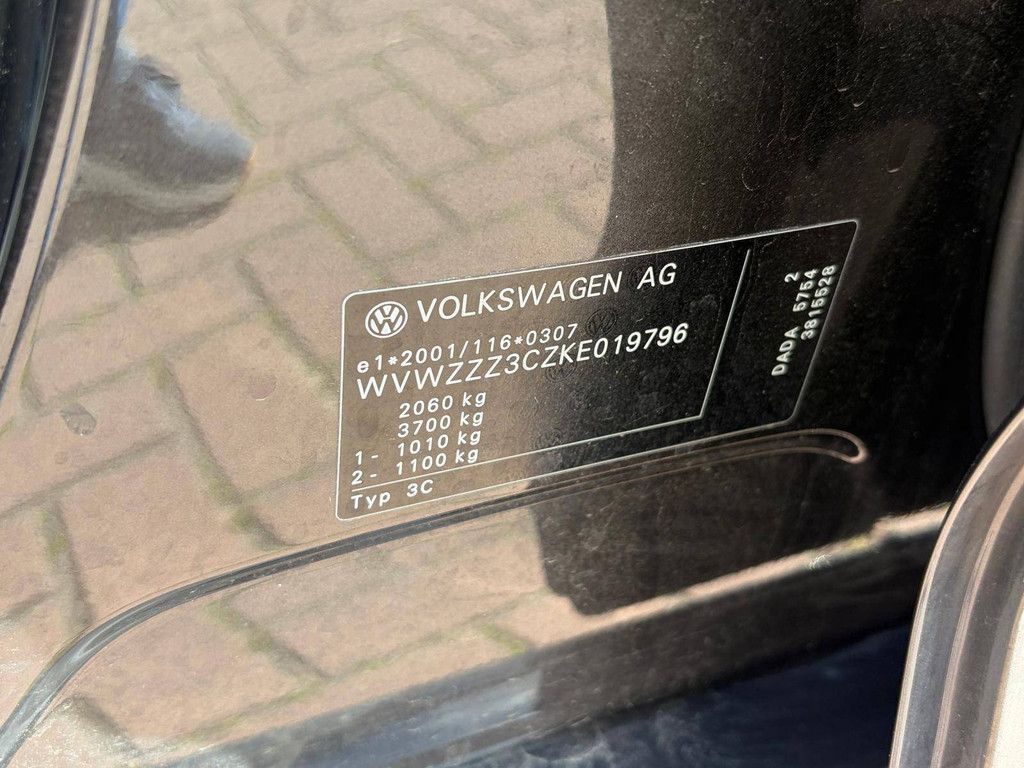 VOLKSWAGEN AG
e1*2001/116*0307
WVWZZZ3CZKE019796
2060 kg
3700 kg
1- 1010 kg
2- 1100 kg
Typ 3C
2
DADA 5754
3815528